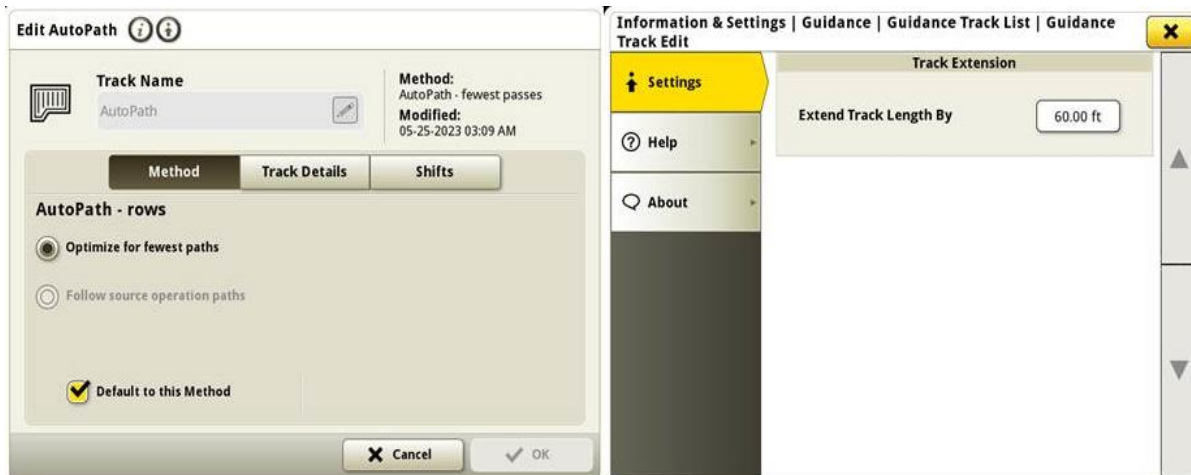 Edit AutoPath
Track Name
AutoPath
Method:
AutoPath - fewest passes
Modified:
05-25-2023 03:09 AM
Method
Track Details
Shifts
AutoPath - rows
Optimize for fewest paths
Follow source operation paths
Default to this Method
Cancel
OK
Information & Settings | Guidance | Guidance Track List | Guidance
Track Edit
Settings
Help
About
Track Extension
Extend Track Length By
60.00 ft